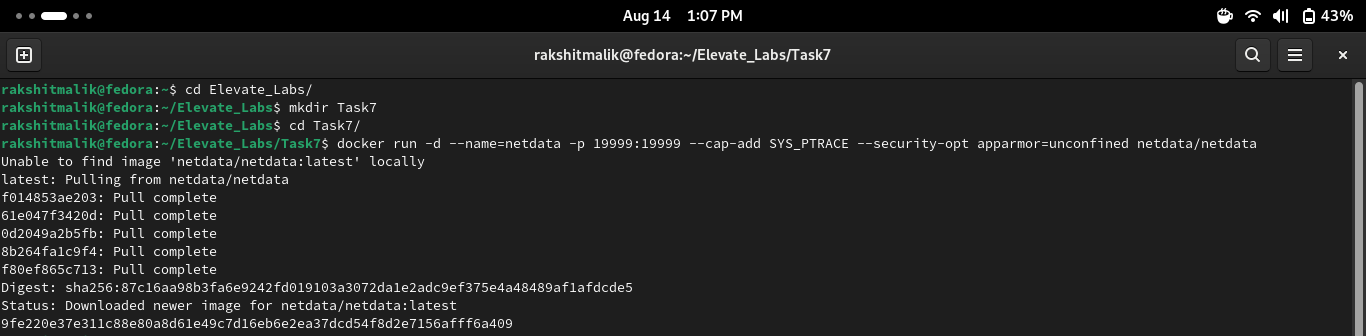 Aug 14 1:07 PM
43%
rakshitmalik@fedora:~/Elevate_Labs/Task7
rakshitmalik@fedora:~$ cd Elevate_Labs/
rakshitmalik@fedora:~/Elevate_Labs$ mkdir Task7
rakshitmalik@fedora:~/Elevate_Labs$ cd Task7/
rakshitmalik@fedora:~/Elevate_Labs/Task7$ docker run -d --name=netdata -p 19999:19999 --cap-add SYS_PTRACE --security-opt apparmor=unconfined netdata/netdata
Unable to find image 'netdata/netdata:latest' locally
latest: Pulling from netdata/netdata
f014853ae203: Pull complete
61e047f3420d: Pull complete
0d2049a2b5fb: Pull complete
8b264fa1c9f4: Pull complete
f80ef865c713: Pull complete
Digest: sha256:87c16aa98b3fa6e9242fd019103a3072da1e2adc9ef375e4a48489af1afdcde5
Status: Downloaded newer image for netdata/netdata:latest
9fe220e37e311c88e80a8d61e49c7d16eb6e2ea37dcd54f8d2e7156afff6a409